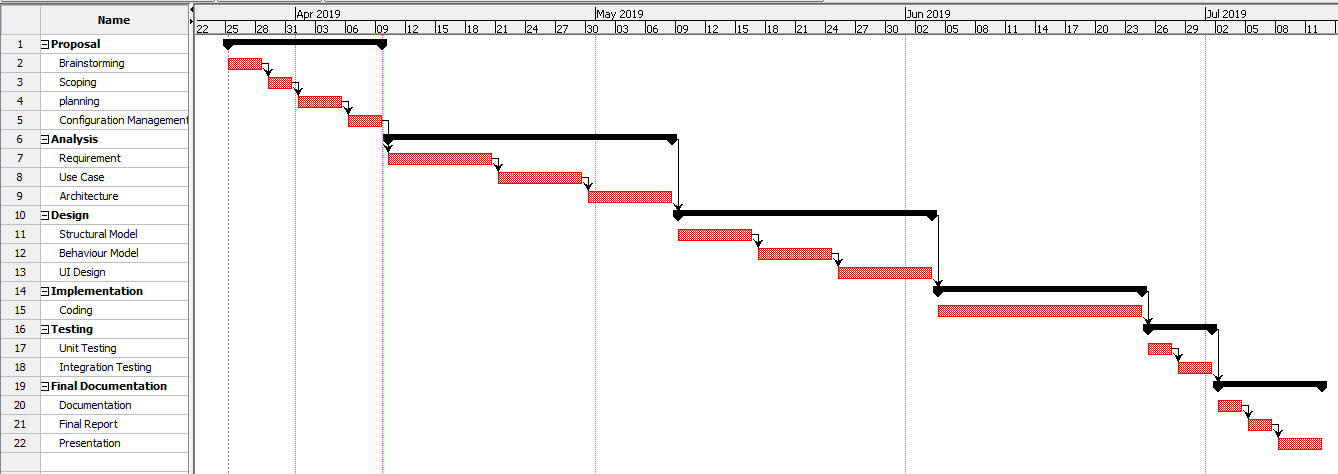 Name
Apr 2019 May 2019 Jun 2019 Jul 2019
22 25 28 31 03 06 09 12 15 18 21 24 27 30 03 06 09 12 15 18 21 24 27 30 02 05 08 11 14 17 20 23 26 29 02 05 08 11
1 Proposal
2 Brainstorming
3 Scoping
4 planning
5 Configuration Management
6 Analysis
7 Requirement
8 Use Case
9 Architecture
10 Design
11 Structural Model
12 Behaviour Model
13 UI Design
14 Implementation
15 Coding
16 Testing
17 Unit Testing
18 Integration Testing
19 Final Documentation
20 Documentation
21 Final Report
22 Presentation